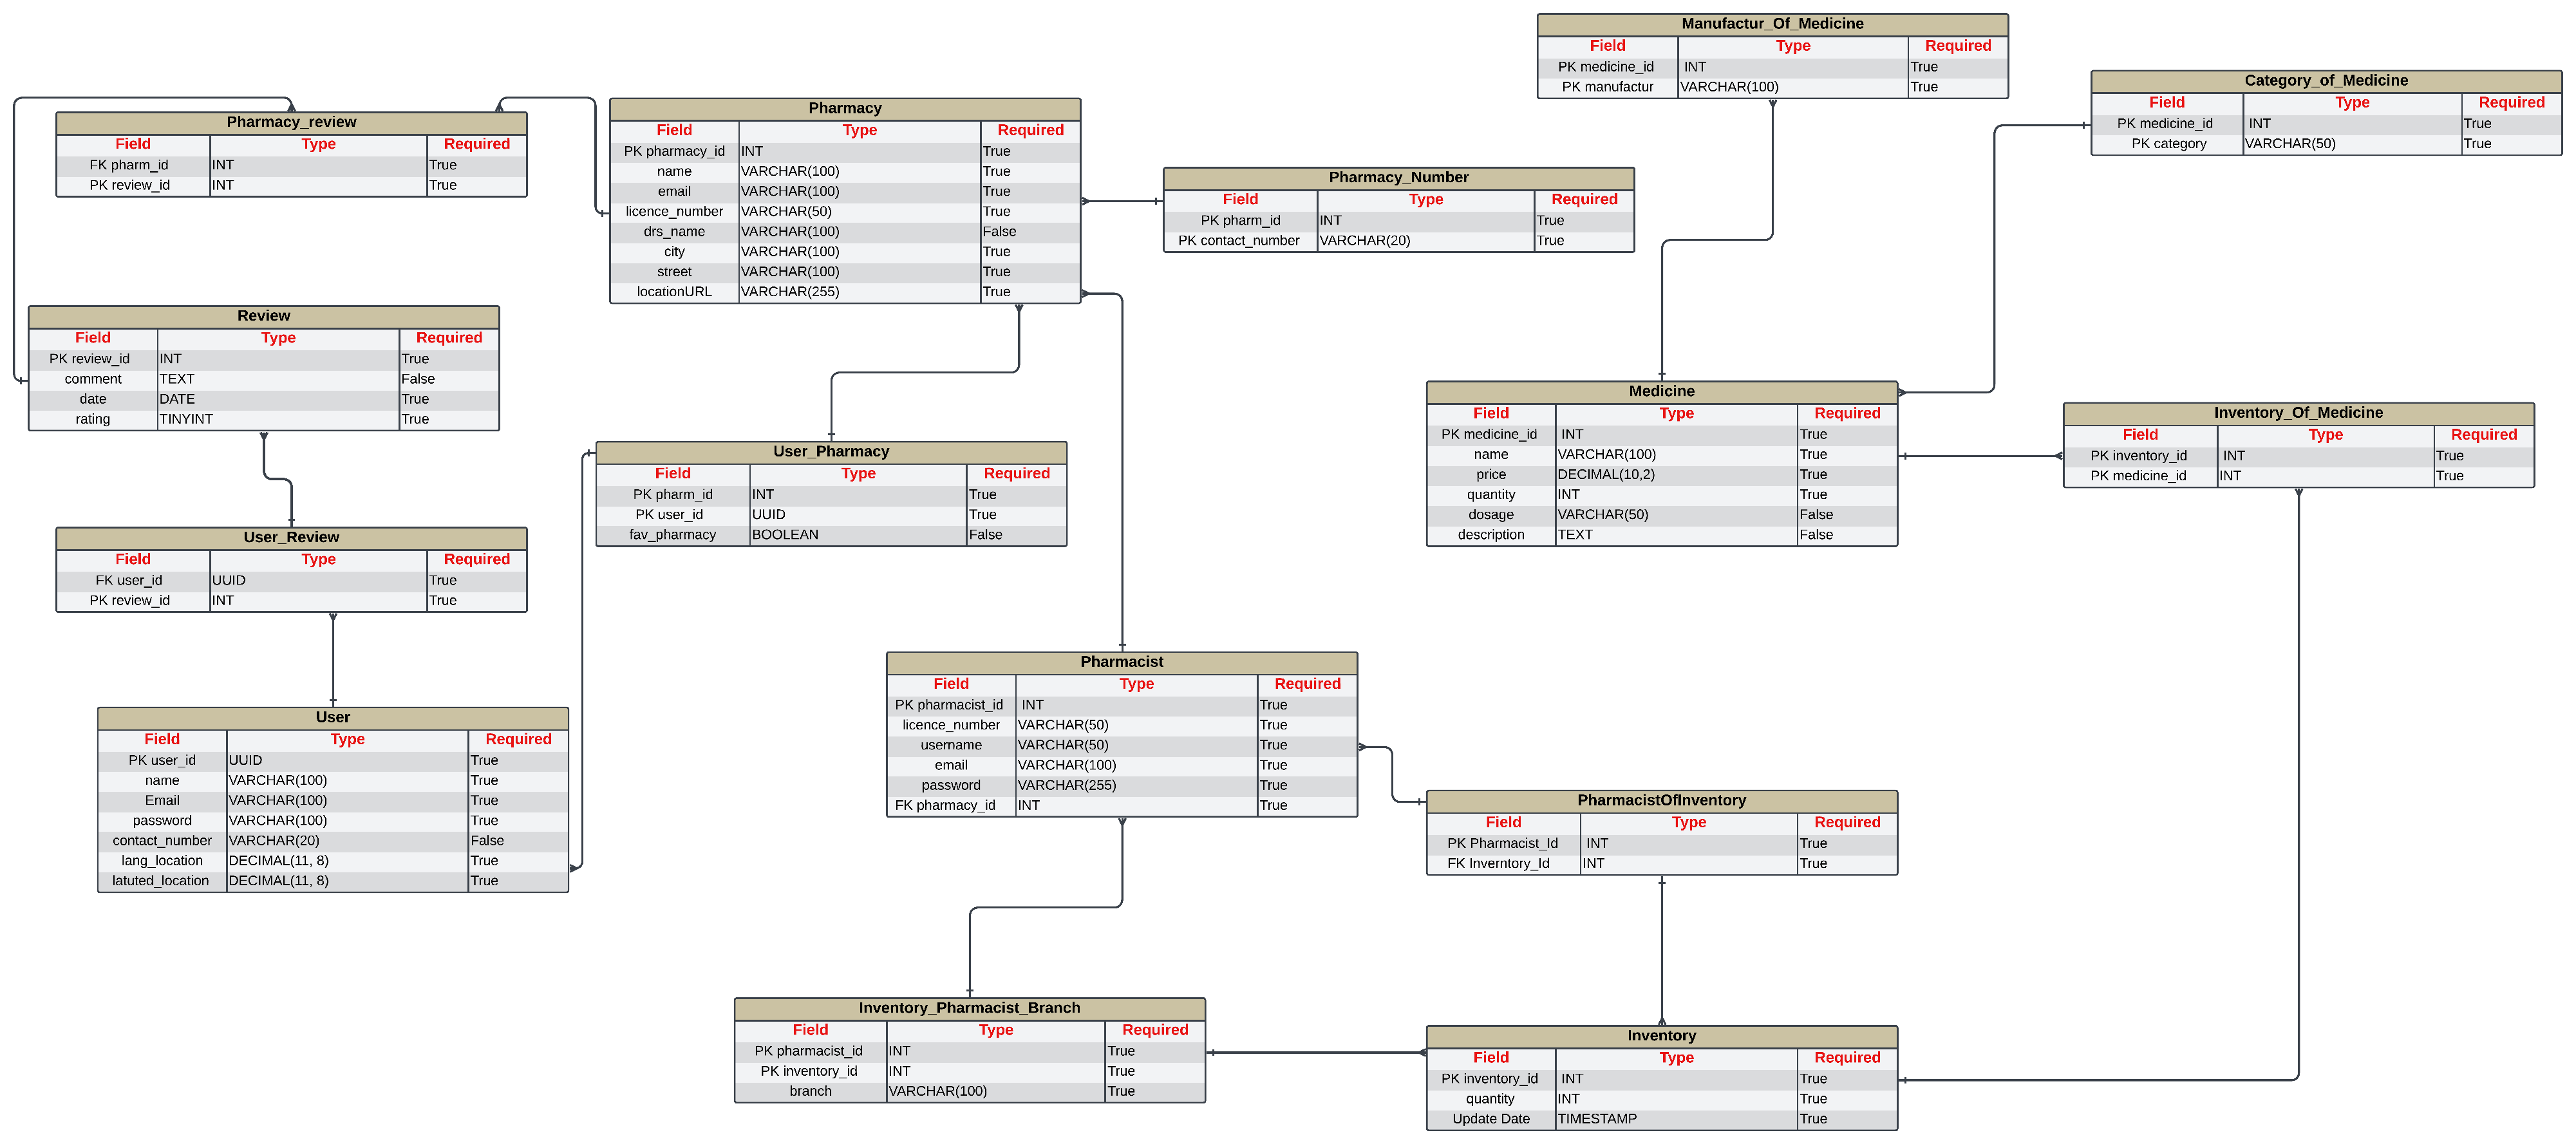 Manufactur_Of_Medicine
Field Type Required
PK medicine_id INT True
PK manufactur VARCHAR(100) True
Category_of_Medicine
Field Type Required
PK medicine_id INT True
PK category VARCHAR(50) True
Pharmacy_review
Field Type Required
FK pharm_id INT True
PK review_id INT True
Pharmacy
Field Type Required
PK pharmacy_id INT True
name VARCHAR(100) True
email VARCHAR(100) True
licence_number VARCHAR(50) True
drs_name VARCHAR(100) False
city VARCHAR(100) True
street VARCHAR(100) True
locationURL VARCHAR(255) True
Pharmacy_Number
Field Type Required
PK pharm_id INT True
PK contact_number VARCHAR(20) True
Review
Field Type Required
PK review_id INT True
comment TEXT False
date DATE True
rating TINYINT True
Medicine
Field Type Required
PK medicine_id INT True
name VARCHAR(100) True
price DECIMAL(10,2) True
quantity INT True
dosage VARCHAR(50) False
description TEXT False
Inventory_Of_Medicine
Field Type Required
PK inventory_id INT True
PK medicine_id INT True
User_Pharmacy
Field Type Required
PK pharm_id INT True
PK user_id UUID True
fav_pharmacy BOOLEAN False
User_Review
Field Type Required
FK user_id UUID True
PK review_id INT True
Pharmacist
Field Type Required
PK pharmacist_id INT True
licence_number VARCHAR(50) True
username VARCHAR(50) True
email VARCHAR(100) True
password VARCHAR(255) True
FK pharmacy_id INT True
User
Field Type Required
PK user_id UUID True
name VARCHAR(100) True
Email VARCHAR(100) True
password VARCHAR(100) True
contact_number VARCHAR(20) False
lang_location DECIMAL(11, 8) True
latuted_location DECIMAL(11, 8) True
PharmacistOfInventory
Field Type Required
PK Pharmacist_Id INT True
FK Inverntory_Id INT True
Inventory_Pharmacist_Branch
Field Type Required
PK pharmacist_id INT True
PK inventory_id INT True
branch VARCHAR(100) True
Inventory
Field Type Required
PK inventory_id INT True
quantity INT True
Update Date TIMESTAMP True